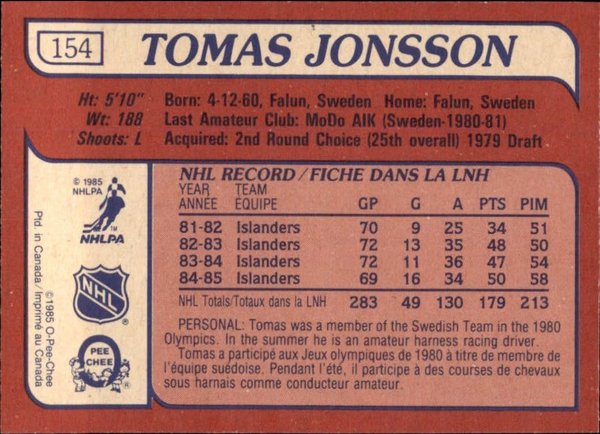 154
TOMAS JONSSON
Ht: 5'10" Born: 4-12-60, Falun, Sweden Home: Falun, Sweden
Wt: 188 Last Amateur Club: MoDo AIK (Sweden-1980-81)
Shoots: L Acquired: 2nd Round Choice (25th overall) 1979 Draft
© 1985
NHLPA
TM
NHLPA
NHL
PEE
CHEE
Ptd. in Canada/Imprimé au Canada
©1985 O-Pee-Chee
NHL RECORD/FICHE DANS LA LNH
YEAR TEAM
ANNÉE ÉQUIPE GP G A PTS PIM
81-82 Islanders 70 9 25 34 51
82-83 Islanders 72 13 35 48 50
83-84 Islanders 72 11 36 47 54
84-85 Islanders 69 16 34 50 58
NHL Totals/Totaux dans la LNH 283 49 130 179 213
PERSONAL: Tomas was a member of the Swedish Team in the 1980
Olympics. In the summer he is an amateur harness racing driver.
Tomas a participé aux Jeux olympiques de 1980 à titre de membre de
l'équipe suédoise. Pendant l'été, il participe à des courses de chevaux
sous harnais comme conducteur amateur.